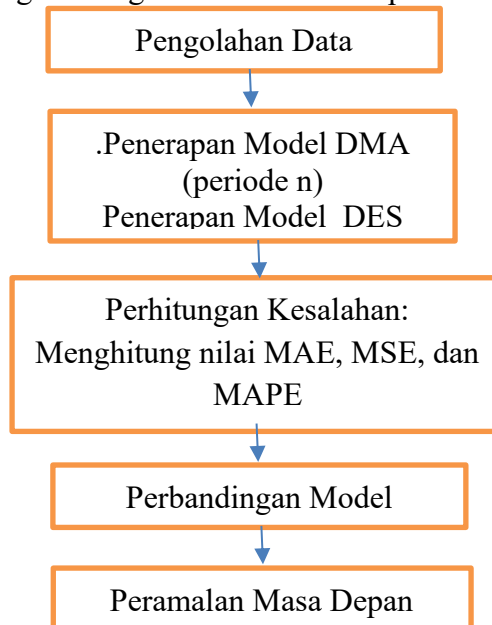 Pengolahan Data
.Penerapan Model DMA
(periode n)
Penerapan Model DES
Perhitungan Kesalahan:
Menghitung nilai MAE, MSE, dan
MAPE
Perbandingan Model
Peramalan Masa Depan